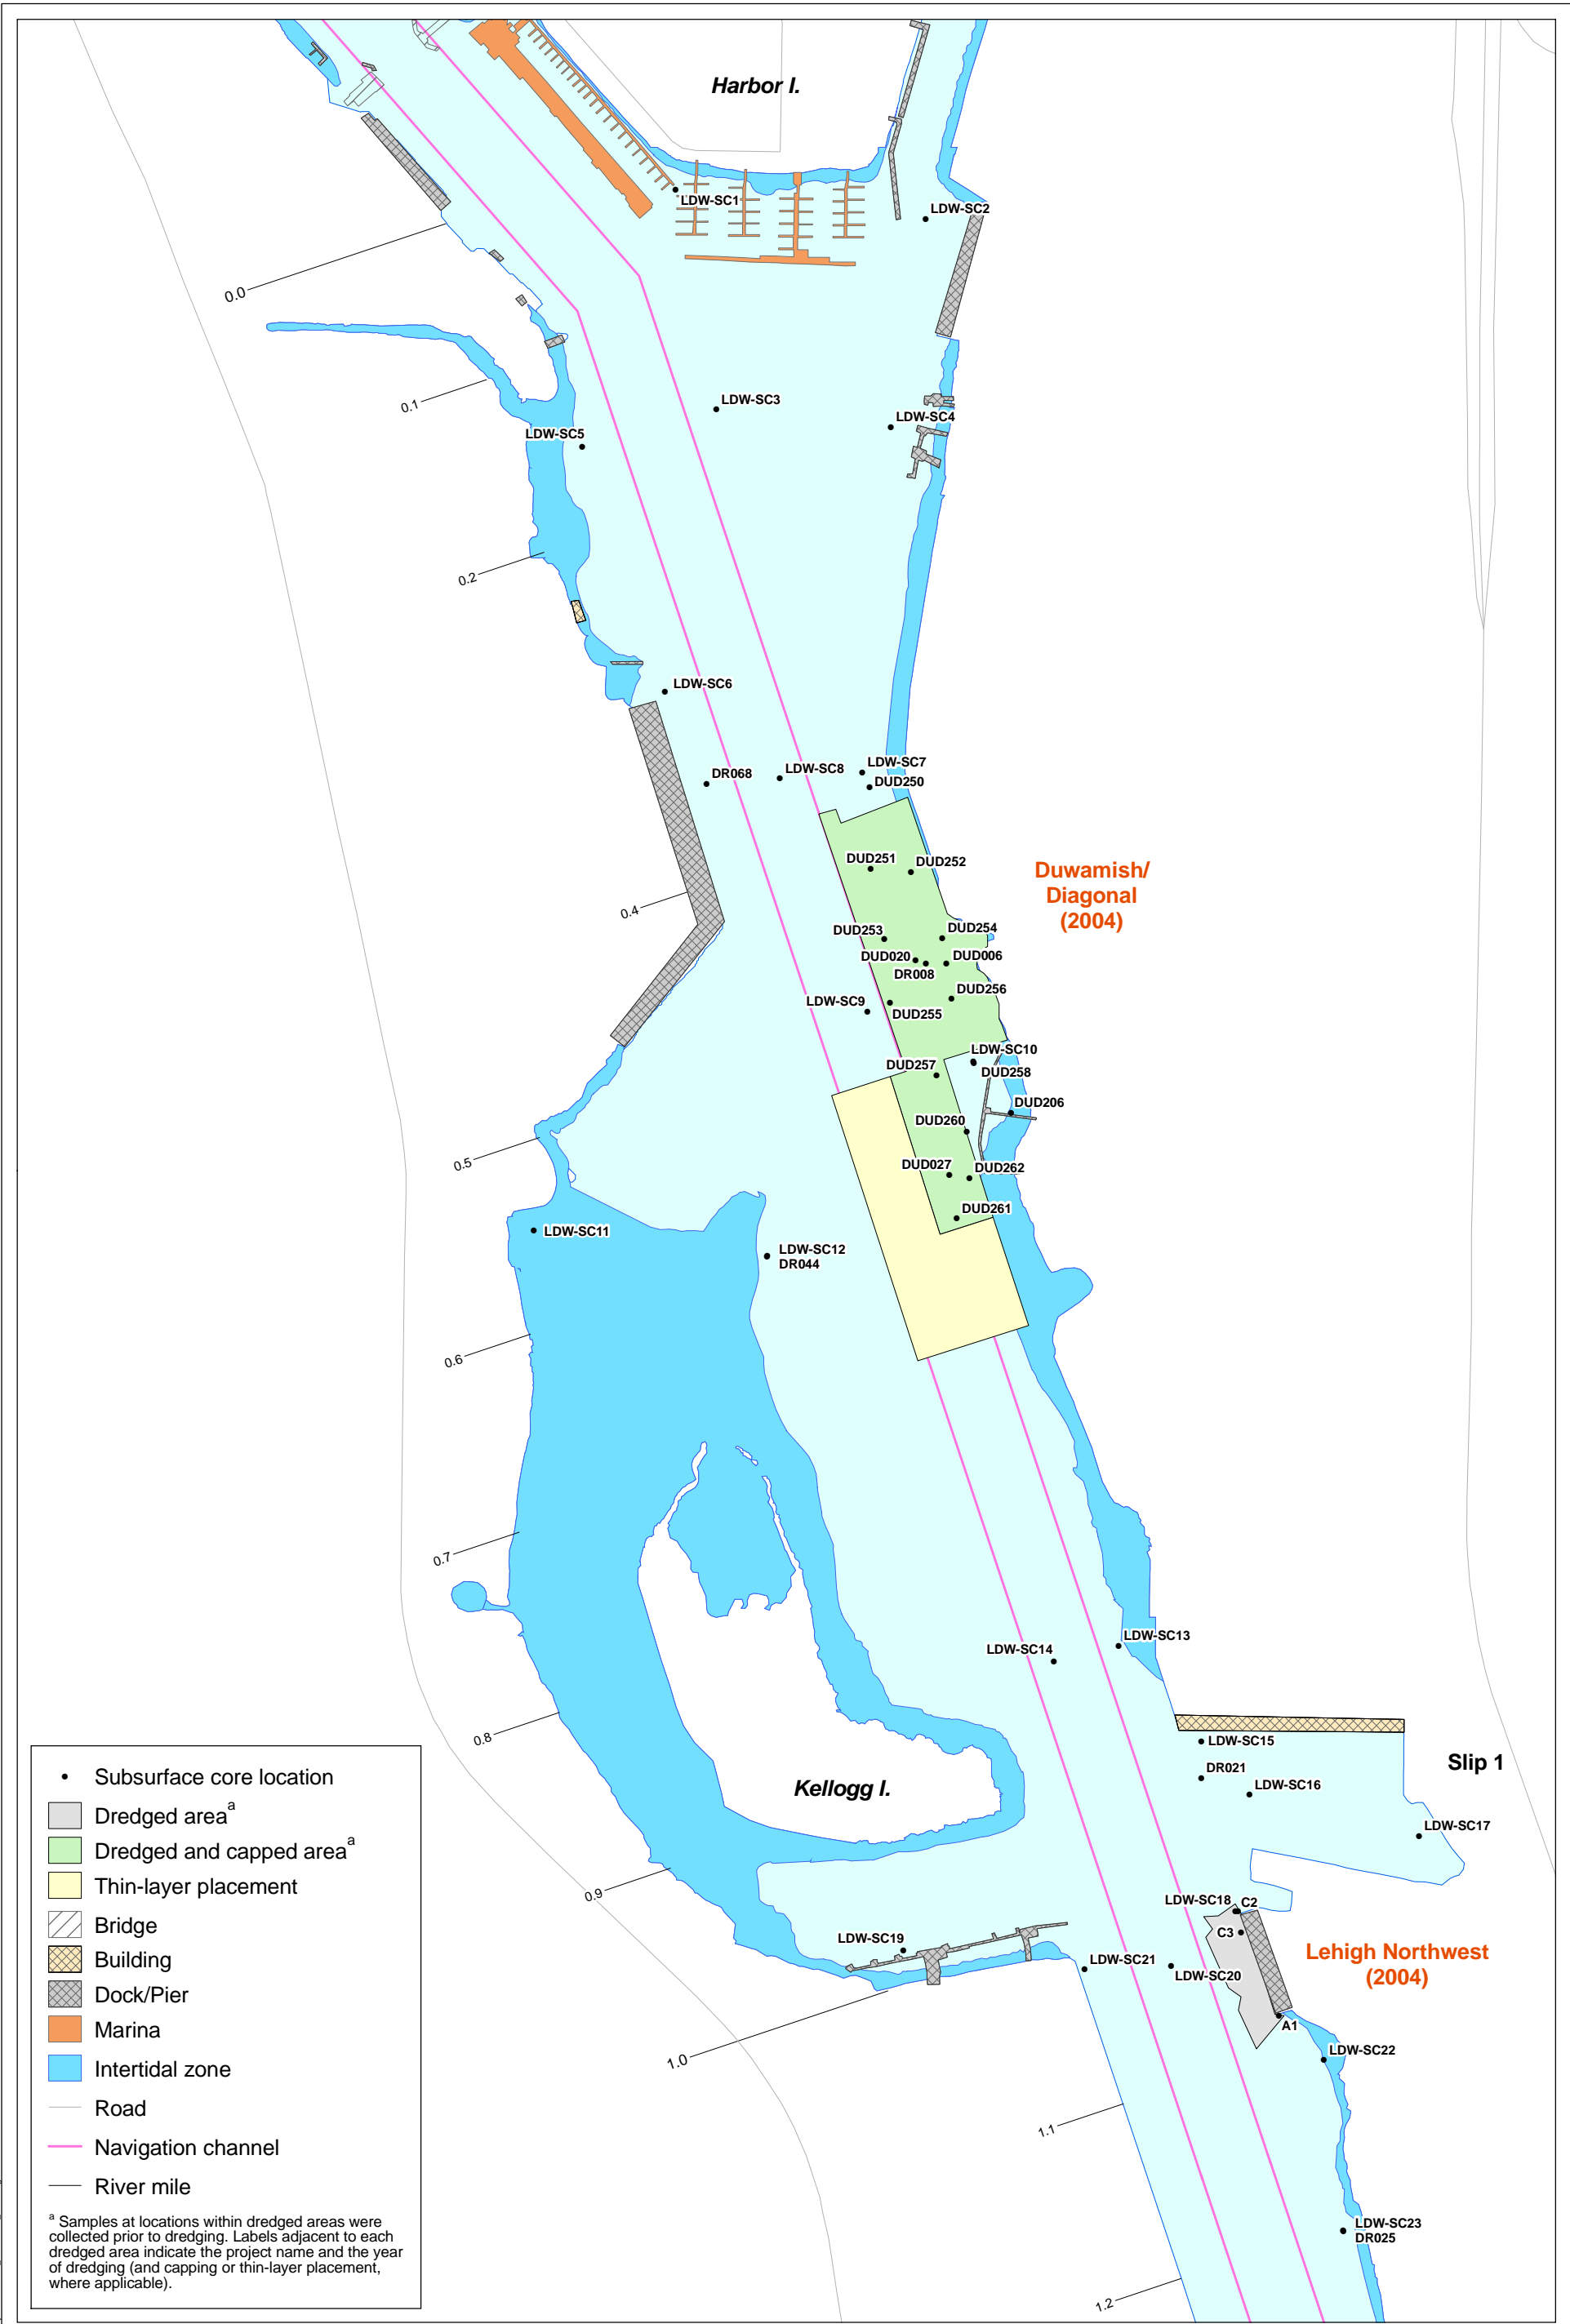 Harbor I.
LDW-SC1
LDW-SC2
0.0
0.1
LDW-SC3
LDW-SC4
LDW-SC5
0.2
LDW-SC6
LDW-SC7
LDW-SC8
DR068
DUD250
DUD251
DUD252
Duwamish/
Diagonal
(2004)
0.4
DUD253
DUD254
DUD020
DUD006
DR008
DUD256
LDW-SC9
DUD255
LDW-SC10
DUD257
DUD258
DUD206
DUD260
0.5
DUD027
DUD262
DUD261
LDW-SC11
LDW-SC12
DR044
0.6
0.7
LDW-SC13
LDW-SC14
0.8
LDW-SC15
Slip 1
DR021
LDW-SC16
Kellogg I.
LDW-SC17
0.9
LDW-SC18
C2
C3
LDW-SC19
Lehigh Northwest
(2004)
LDW-SC21
LDW-SC20
A1
1.0
LDW-SC22
1.1
LDW-SC23
DR025
1.2
Subsurface core location
Dredged area a
Dredged and capped area a
Thin-layer placement
Bridge
Building
Dock/Pier
Marina
Intertidal zone
Road
Navigation channel
River mile
a Samples at locations within dredged areas were
collected prior to dredging. Labels adjacent to each
dredged area indicate the project name and the year
of dredging (and capping or thin-layer placement,
where applicable).